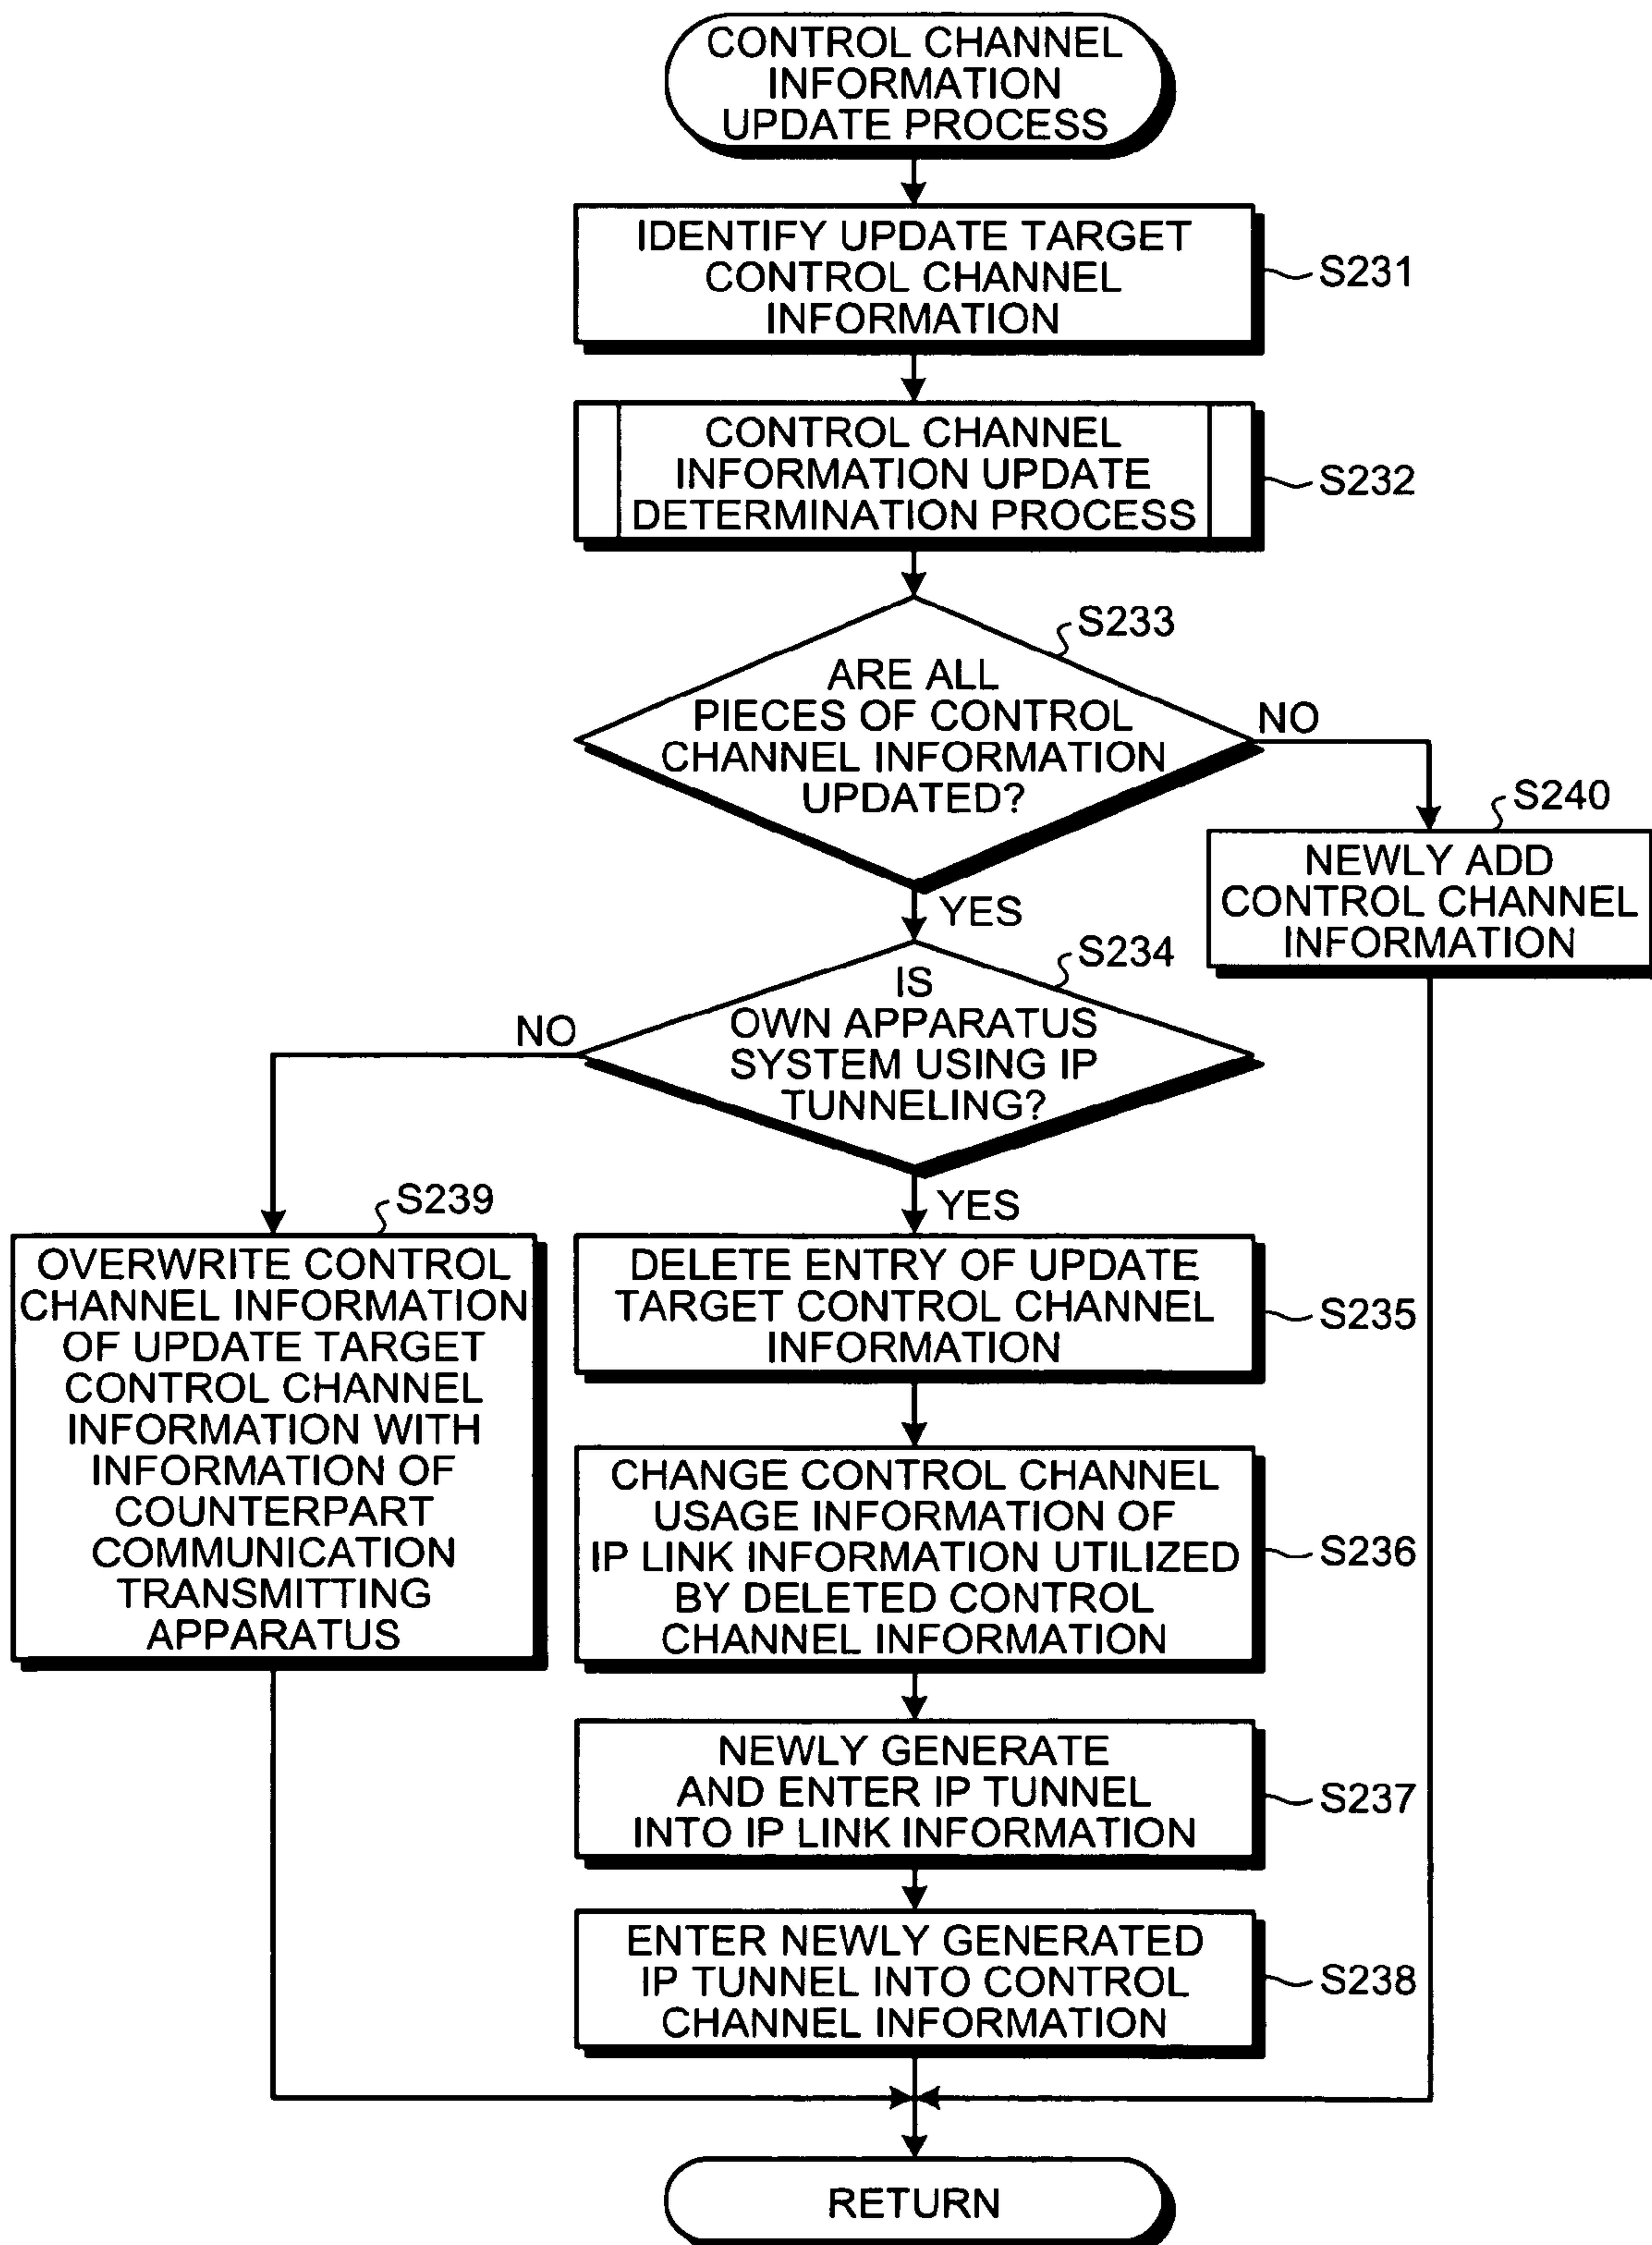 CONTROL CHANNEL
INFORMATION
UPDATE PROCESS
IDENTIFY UPDATE TARGET
CONTROL CHANNEL
INFORMATION
S231
CONTROL CHANNEL
INFORMATION UPDATE
DETERMINATION PROCESS
S232
S233
ARE ALL
PIECES OF CONTROL
CHANNEL INFORMATION
UPDATED?
NO
YES
S240
NEWLY ADD
CONTROL CHANNEL
INFORMATION
S234
IS
OWN APPARATUS
SYSTEM USING IP
TUNNELING?
NO
YES
S239
OVERWRITE CONTROL
CHANNEL INFORMATION
OF UPDATE TARGET
CONTROL CHANNEL
INFORMATION WITH
INFORMATION OF
COUNTERPART
COMMUNICATION
TRANSMITTING
APPARATUS
DELETE ENTRY OF UPDATE
TARGET CONTROL CHANNEL
INFORMATION
S235
CHANGE CONTROL CHANNEL
USAGE INFORMATION OF
IP LINK INFORMATION UTILIZED
BY DELETED CONTROL
CHANNEL INFORMATION
S236
NEWLY GENERATE
AND ENTER IP TUNNEL
INTO IP LINK INFORMATION
S237
ENTER NEWLY GENERATED
IP TUNNEL INTO CONTROL
CHANNEL INFORMATION
S238
RETURN